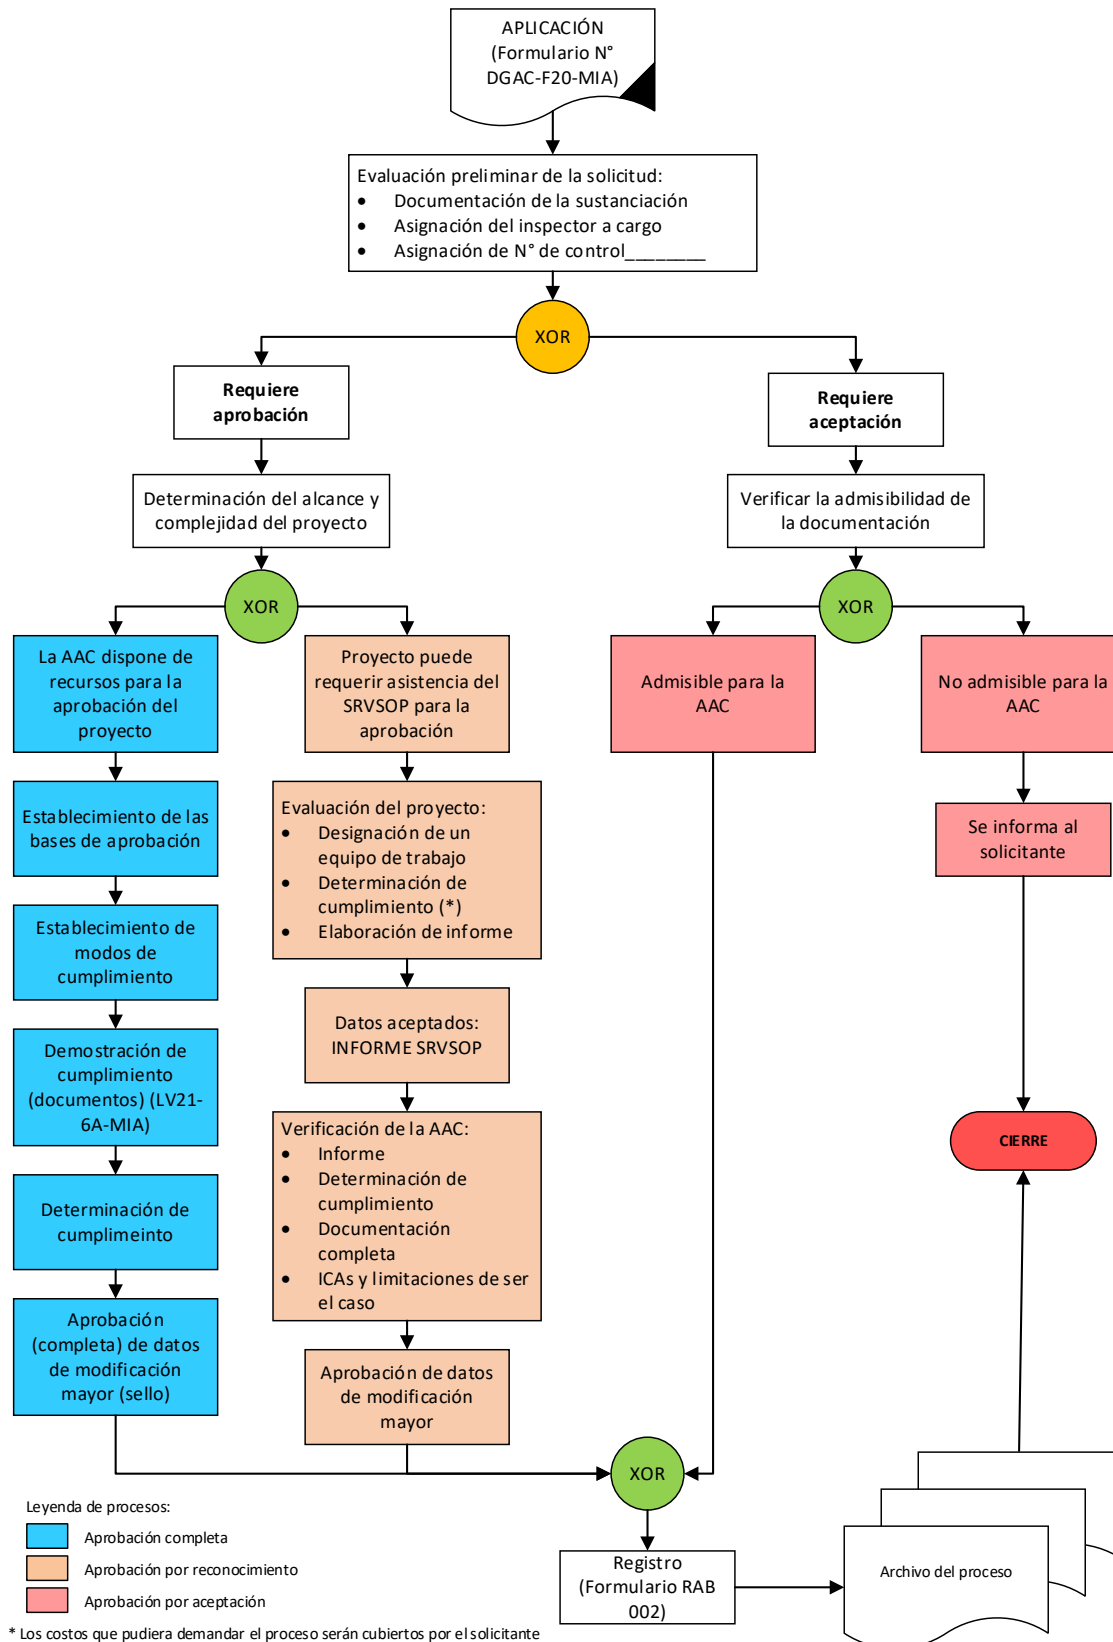 APLICACIÓN
(Formulario N°
DGAC-F20-MIA)
Evaluación preliminar de la solicitud:
• Documentación de la sustanciación
• Asignación del inspector a cargo
• Asignación de N° de control________
XOR
Requiere
aprobación
Requiere
aceptación
Determinación del alcance y
complejidad del proyecto
Verificar la admisibilidad de
la documentación
XOR
XOR
La AAC dispone de
recursos para la
aprobación del
proyecto
Proyecto puede
requerir asistencia del
SRVSOP para la
aprobación
Admisible para la
AAC
No admisible para la
AAC
Establecimiento de las
bases de aprobación
Evaluación del proyecto:
• Designación de un
equipo de trabajo
• Determinación de
cumplimiento (*)
• Elaboración de informe
Se informa al
solicitante
Establecimiento de
modos de
cumplimiento
Datos aceptados:
INFORME SRVSOP
Demostración de
cumplimiento
(documentos) (LV21-
6A-MIA)
Verificación de la AAC:
• Informe
• Determinación de
cumplimiento
• Documentación
completa
• ICAs y limitaciones de ser
el caso
CIERRE
Determinación de
cumplimeinto
Aprobación
(completa) de datos
de modificación
mayor (sello)
Aprobación de datos
de modificación
mayor
XOR
Leyenda de procesos:
Aprobación completa
Aprobación por reconocimiento
Aprobación por aceptación
Registro
(Formulario RAB
002)
Archivo del proceso
* Los costos que pudiera demandar el proceso serán cubiertos por el solicitante